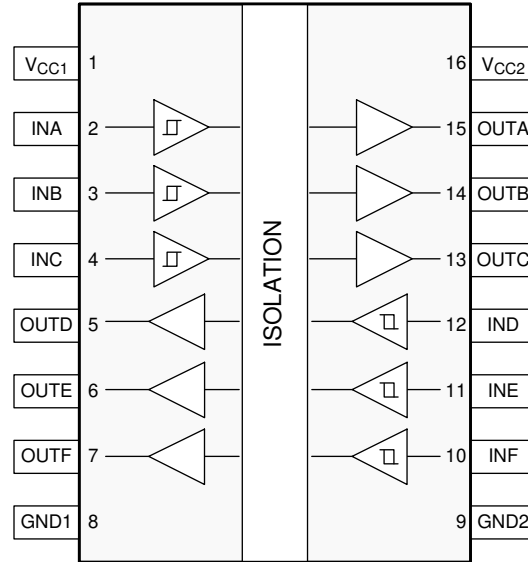 VCC1 1 16 VCC2
INA 2 15 OUTA
INB 3 14 OUTB
INC 4 13 OUTC
OUTD 5 12 IND
OUTE 6 11 INE
OUTF 7 10 INF
GND1 8 9 GND2
ISOLATION